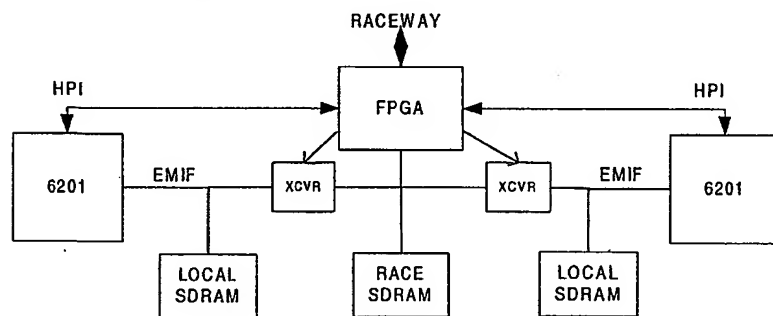 RACEWAY
HPI
FPGA
HPI
6201
EMIF
XCVR
XCVR
EMIF
6201
LOCAL
SDRAM
RACE
SDRAM
LOCAL
SDRAM